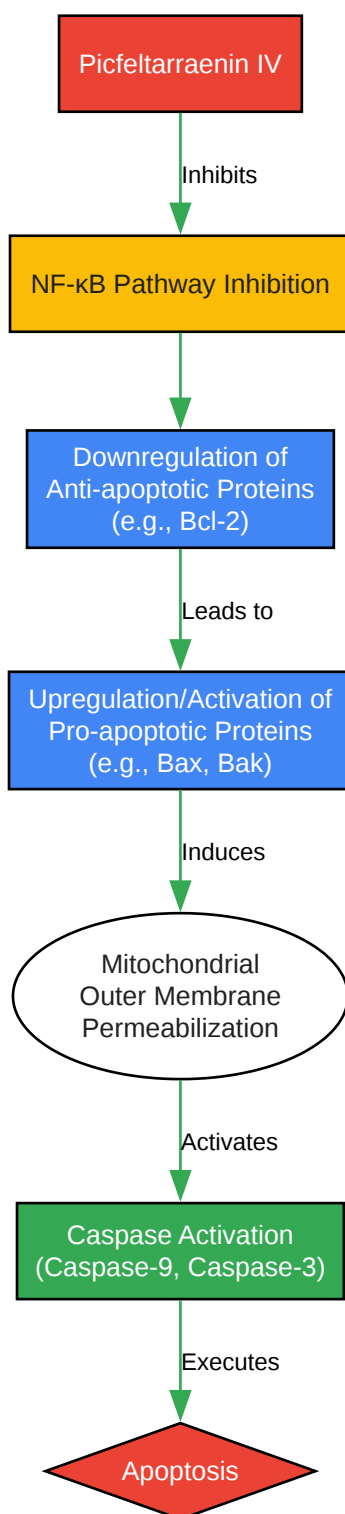 Picfeltarraenin IV
Inhibits
NF-κB Pathway Inhibition
Downregulation of
Anti-apoptotic Proteins
(e.g., Bcl-2)
Leads to
Upregulation/Activation of
Pro-apoptotic Proteins
(e.g., Bax, Bak)
Induces
Mitochondrial
Outer Membrane
Permeabilization
Activates
Caspase Activation
(Caspase-9, Caspase-3)
Executes
Apoptosis